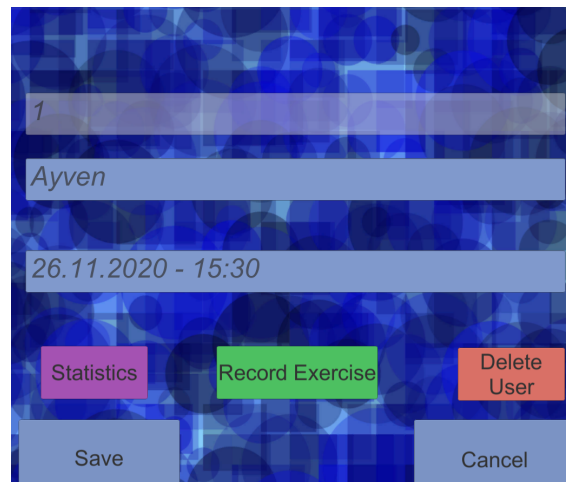 1
Ayven
26.11.2020 - 15:30
Statistics
Record Exercise
Delete
User
Save
Cancel